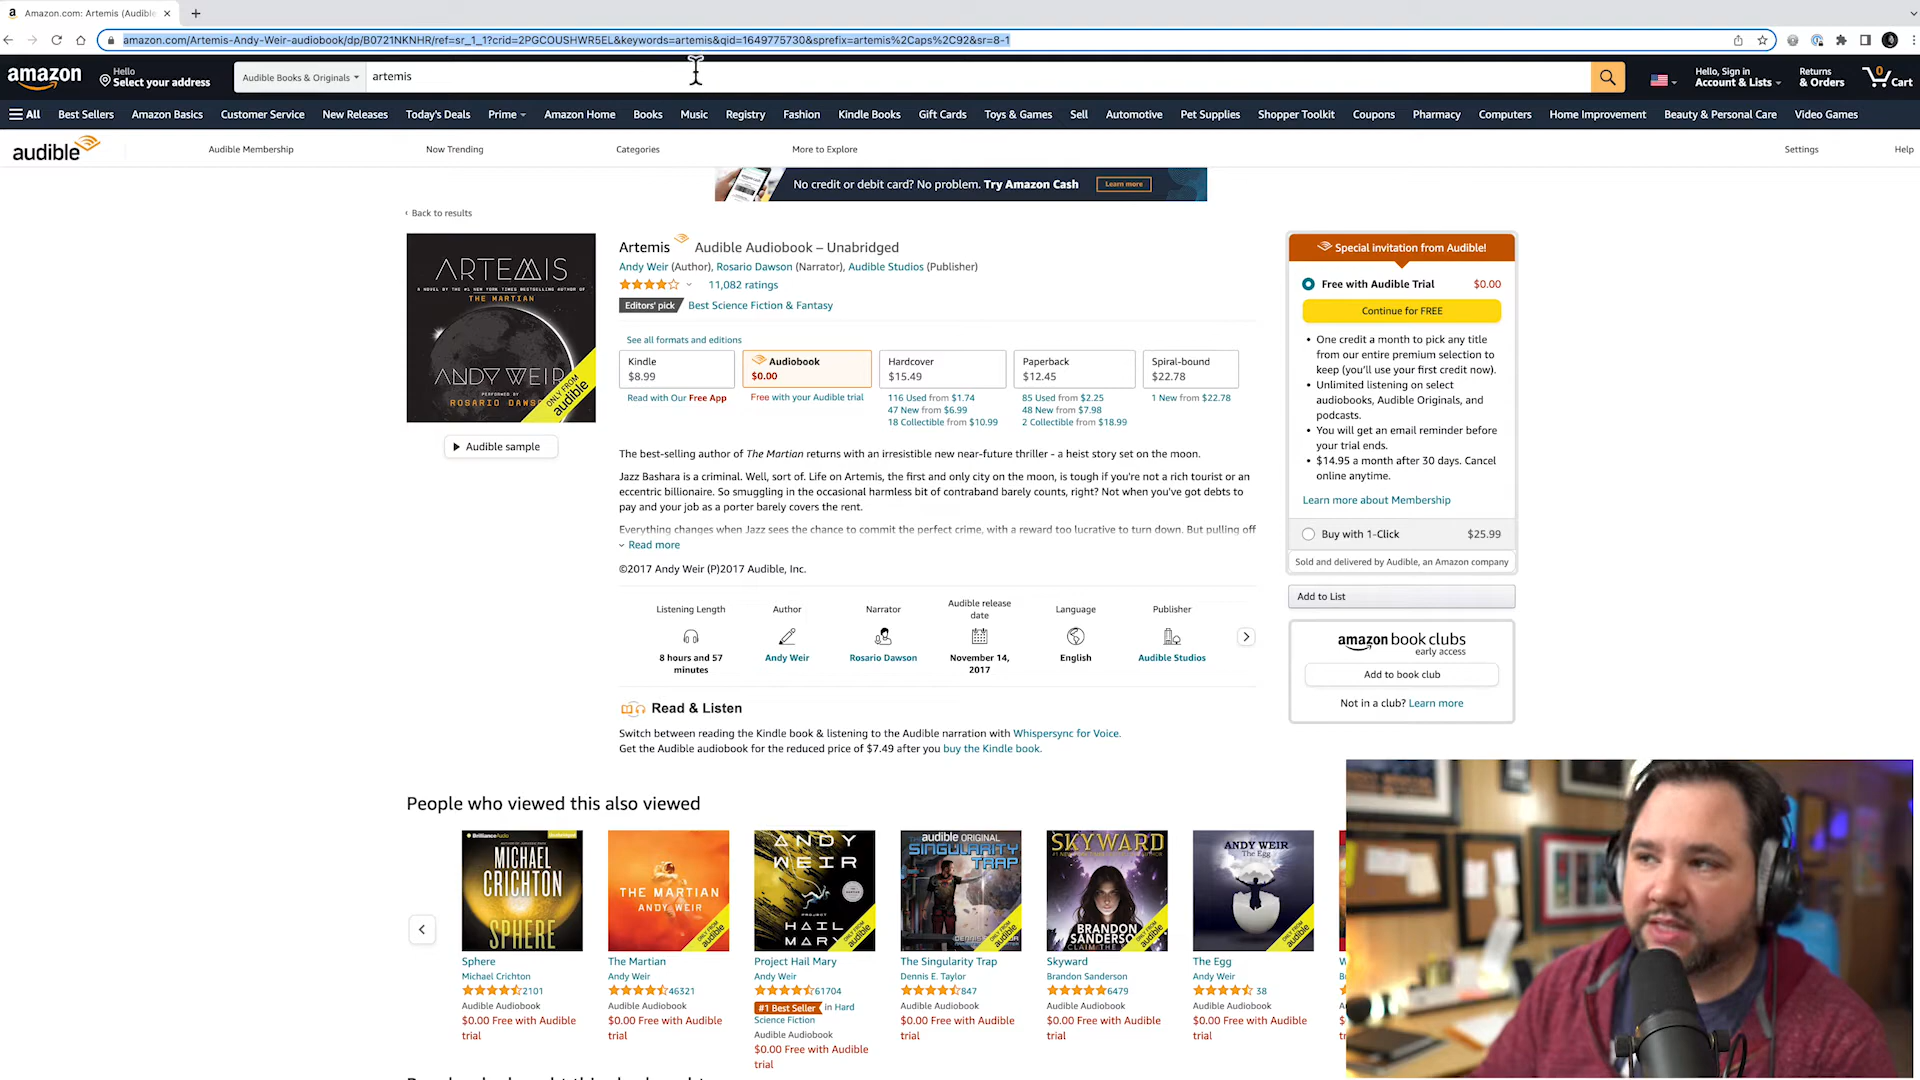 Amazon.com: Artemis (Audible
amazon.com/Artemis-Andy-Weir-audiobook/dp/B0721NKNHR/ref=sr_1_1?crid=2PGCOUSHWR5EL&keywords=artemis&qid=1649775730&sprefix=artemis%2Caps%2C92&sr=8-1
amazon
Hello
Select your address
Audible Books & Originals
artemis
Hello, Sign in
Account & Lists
Returns
& Orders
0
Cart
All Best Sellers Amazon Basics Customer Service New Releases Today's Deals Prime Amazon Home Books Music Registry Fashion Kindle Books Gift Cards Toys & Games Sell Automotive Pet Supplies Shopper Toolkit Coupons Pharmacy Computers Home Improvement Beauty & Personal Care Video Games
audible
Audible Membership Now Trending Categories More to Explore Settings Help
No credit or debit card? No problem. Try Amazon Cash Learn more
‹ Back to results
ARTEMIS
A NOVEL BY THE #1 NEW YORK TIMES BESTSELLING AUTHOR OF
THE MARTIAN
ANDY WEIR
PERFORMED BY
ROSARIO DAWS
ONLY FROM
audible
Audible sample
Artemis Audible Audiobook – Unabridged
Andy Weir (Author), Rosario Dawson (Narrator), Audible Studios (Publisher)
11,082 ratings
Editors' pick Best Science Fiction & Fantasy
See all formats and editions
Kindle
$8.99
Read with Our Free App
Audiobook
$0.00
Free with your Audible trial
Hardcover
$15.49
116 Used from $1.74
47 New from $6.99
18 Collectible from $10.99
Paperback
$12.45
85 Used from $2.25
48 New from $7.98
2 Collectible from $18.99
Spiral-bound
$22.78
1 New from $22.78
The best-selling author of The Martian returns with an irresistible new near-future thriller - a heist story set on the moon.
Jazz Bashara is a criminal. Well, sort of. Life on Artemis, the first and only city on the moon, is tough if you're not a rich tourist or an
eccentric billionaire. So smuggling in the occasional harmless bit of contraband barely counts, right? Not when you've got debts to
pay and your job as a porter barely covers the rent.
Everything changes when Jazz sees the chance to commit the perfect crime, with a reward too lucrative to turn down. But pulling off
Read more
©2017 Andy Weir (P)2017 Audible, Inc.
Listening Length
8 hours and 57
minutes
Author
Andy Weir
Narrator
Rosario Dawson
Audible release
date
November 14,
2017
Language
English
Publisher
Audible Studios
Read & Listen
Switch between reading the Kindle book & listening to the Audible narration with Whispersync for Voice.
Get the Audible audiobook for the reduced price of $7.49 after you buy the Kindle book.
Special invitation from Audible!
Free with Audible Trial $0.00
Continue for FREE
• One credit a month to pick any title
from our entire premium selection to
keep (you'll use your first credit now).
• Unlimited listening on select
audiobooks, Audible Originals, and
podcasts.
• You will get an email reminder before
your trial ends.
• $14.95 a month after 30 days. Cancel
online anytime.
Learn more about Membership
Buy with 1-Click $25.99
Sold and delivered by Audible, an Amazon company
Add to List
amazon book clubs
early access
Add to book club
Not in a club? Learn more
People who viewed this also viewed
BrillianceAudio
MICHAEL
CRICHTON
SPHERE
Sphere
Michael Crichton
2101
Audible Audiobook
$0.00 Free with Audible
trial
THE MARTIAN
ANDY WEIR
ONLY FROM
audible
The Martian
Andy Weir
46321
Audible Audiobook
$0.00 Free with Audible
trial
ANDY
WEIR
PROJECT
HAIL
MARY
ONLY FROM
audible
Project Hail Mary
Andy Weir
61704
#1 Best Seller in Hard
Science Fiction
Audible Audiobook
$0.00 Free with Audible
trial
audible ORIGINAL
SINGULARITY
TRAP
DENNIS E.
ONLY FROM
audible
The Singularity Trap
Dennis E. Taylor
847
Audible Audiobook
$0.00 Free with Audible
trial
SKYWARD
BRANDON
SANDERSO
CLAIM THE
ONLY FROM
audible
Skyward
Brandon Sanderson
6479
Audible Audiobook
$0.00 Free with Audible
trial
ANDY WEIR
The Egg
ONLY FROM
audible
The Egg
Andy Weir
38
Audible Audiobook
$0.00 Free with Audible
trial